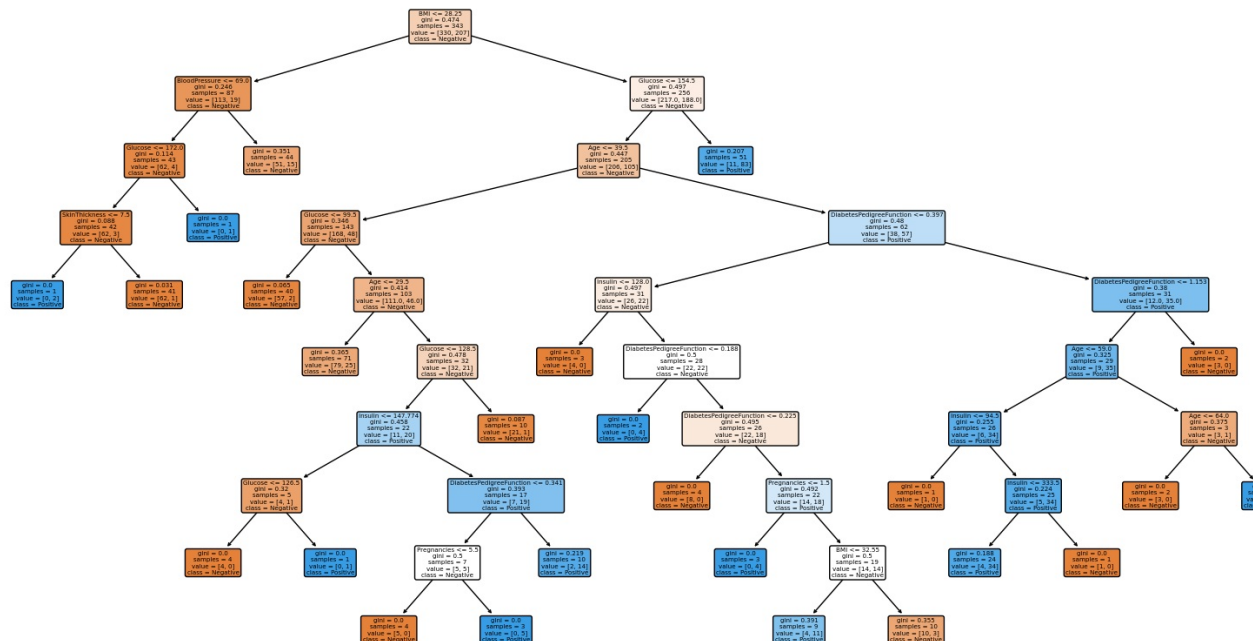 BMI <= 28.25
gini = 0.474
samples = 343
value = [330, 207]
class = Negative
BloodPressure <= 69.0
gini = 0.246
samples = 87
value = [113, 19]
class = Negative
Glucose <= 154.5
gini = 0.497
samples = 256
value = [217.0, 188.0]
class = Negative
Glucose <= 172.0
gini = 0.114
samples = 43
value = [62, 4]
class = Negative
gini = 0.351
samples = 44
value = [51, 15]
class = Negative
Age <= 39.5
gini = 0.447
samples = 205
value = [206, 105]
class = Negative
gini = 0.207
samples = 51
value = [11, 83]
class = Positive
SkinThickness <= 7.5
gini = 0.088
samples = 42
value = [62, 3]
class = Negative
gini = 0.0
samples = 1
value = [0, 1]
class = Positive
Glucose <= 99.5
gini = 0.346
samples = 143
value = [168, 48]
class = Negative
DiabetesPedigreeFunction <= 0.397
gini = 0.48
samples = 62
value = [38, 57]
class = Positive
gini = 0.0
samples = 1
value = [0, 2]
class = Positive
gini = 0.031
samples = 41
value = [62, 1]
class = Negative
gini = 0.065
samples = 40
value = [57, 2]
class = Negative
Age <= 29.5
gini = 0.414
samples = 103
value = [111.0, 46.0]
class = Negative
Insulin <= 128.0
gini = 0.497
samples = 31
value = [26, 22]
class = Negative
DiabetesPedigreeFunction <= 1.153
gini = 0.38
samples = 31
value = [12.0, 35.0]
class = Positive
gini = 0.365
samples = 71
value = [79, 25]
class = Negative
Glucose <= 128.5
gini = 0.478
samples = 32
value = [32, 21]
class = Negative
gini = 0.0
samples = 3
value = [4, 0]
class = Negative
DiabetesPedigreeFunction <= 0.188
gini = 0.5
samples = 28
value = [22, 22]
class = Negative
Age <= 59.0
gini = 0.325
samples = 29
value = [9, 35]
class = Positive
gini = 0.0
samples = 2
value = [3, 0]
class = Negative
Insulin <= 147.774
gini = 0.458
samples = 22
value = [11, 20]
class = Positive
gini = 0.087
samples = 10
value = [21, 1]
class = Negative
gini = 0.0
samples = 2
value = [0, 4]
class = Positive
DiabetesPedigreeFunction <= 0.225
gini = 0.495
samples = 26
value = [22, 18]
class = Negative
Insulin <= 94.5
gini = 0.255
samples = 26
value = [6, 34]
class = Positive
Age <= 64.0
gini = 0.375
samples = 3
value = [3, 1]
class = Negative
Glucose <= 126.5
gini = 0.32
samples = 5
value = [4, 1]
class = Negative
DiabetesPedigreeFunction <= 0.341
gini = 0.393
samples = 17
value = [7, 19]
class = Positive
gini = 0.0
samples = 4
value = [8, 0]
class = Negative
Pregnancies <= 1.5
gini = 0.492
samples = 22
value = [14, 18]
class = Positive
gini = 0.0
samples = 1
value = [1, 0]
class = Negative
Insulin <= 333.5
gini = 0.224
samples = 25
value = [5, 34]
class = Positive
gini = 0.0
samples = 2
value = [3, 0]
class = Negative
gini = 0.0
samples = 4
value = [4, 0]
class = Negative
gini = 0.0
samples = 1
value = [0, 1]
class = Positive
Pregnancies <= 5.5
gini = 0.5
samples = 7
value = [5, 5]
class = Negative
gini = 0.219
samples = 10
value = [2, 14]
class = Positive
gini = 0.0
samples = 3
value = [0, 4]
class = Positive
BMI <= 32.55
gini = 0.5
samples = 19
value = [14, 14]
class = Negative
gini = 0.188
samples = 24
value = [4, 34]
class = Positive
gini = 0.0
samples = 1
value = [1, 0]
class = Negative
gini = 0.0
samples = 4
value = [5, 0]
class = Negative
gini = 0.0
samples = 3
value = [0, 5]
class = Positive
gini = 0.391
samples = 9
value = [4, 11]
class = Positive
gini = 0.355
samples = 10
value = [10, 3]
class = Negative